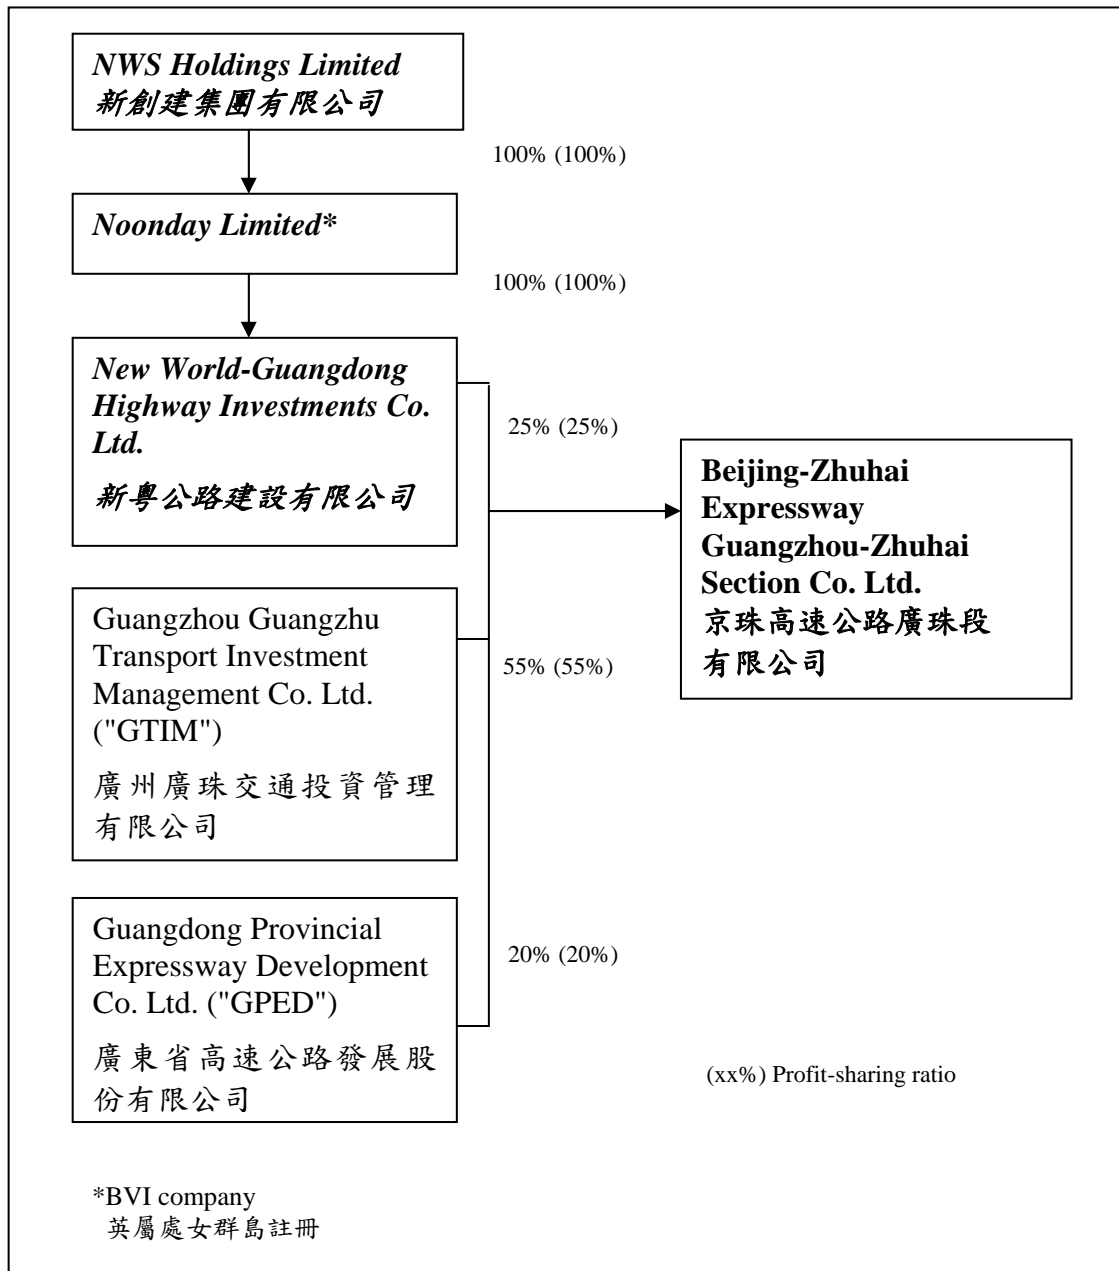 NWS Holdings Limited
新創建集團有限公司
100% (100%)
Noonday Limited*
100% (100%)
New World-Guangdong
Highway Investments Co.
Ltd.
新粵公路建設有限公司
25% (25%)
Beijing-Zhuhai
Expressway
Guangzhou-Zhuhai
Section Co. Ltd.
京珠高速公路廣珠段
有限公司
Guangzhou Guangzhu
Transport Investment
Management Co. Ltd.
("GTIM")
廣州廣珠交通投資管理
有限公司
55% (55%)
Guangdong Provincial
Expressway Development
Co. Ltd. ("GPED")
廣東省高速公路發展股
份有限公司
20% (20%)
(xx%) Profit-sharing ratio
*BVI company
英屬處女群島註冊